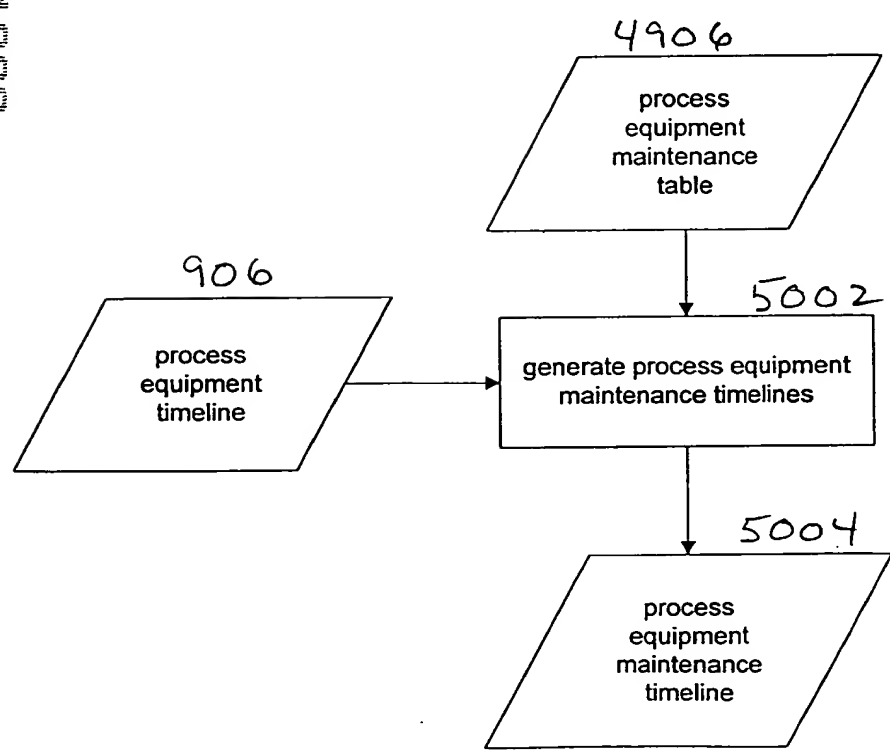 4906
process
equipment
maintenance
table
906
process
equipment
timeline
5002
generate process equipment
maintenance timelines
5004
process
equipment
maintenance
timeline